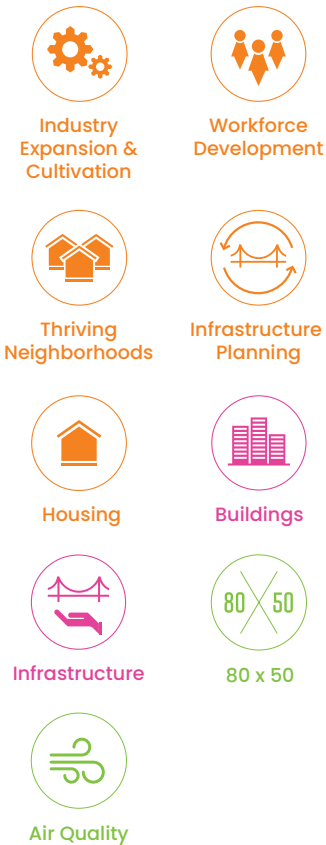 Industry
Expansion &
Cultivation
Workforce
Development
Thriving
Neighborhoods
Infrastructure
Planning
Housing
Buildings
Infrastructure
80 50
80 x 50
Air Quality